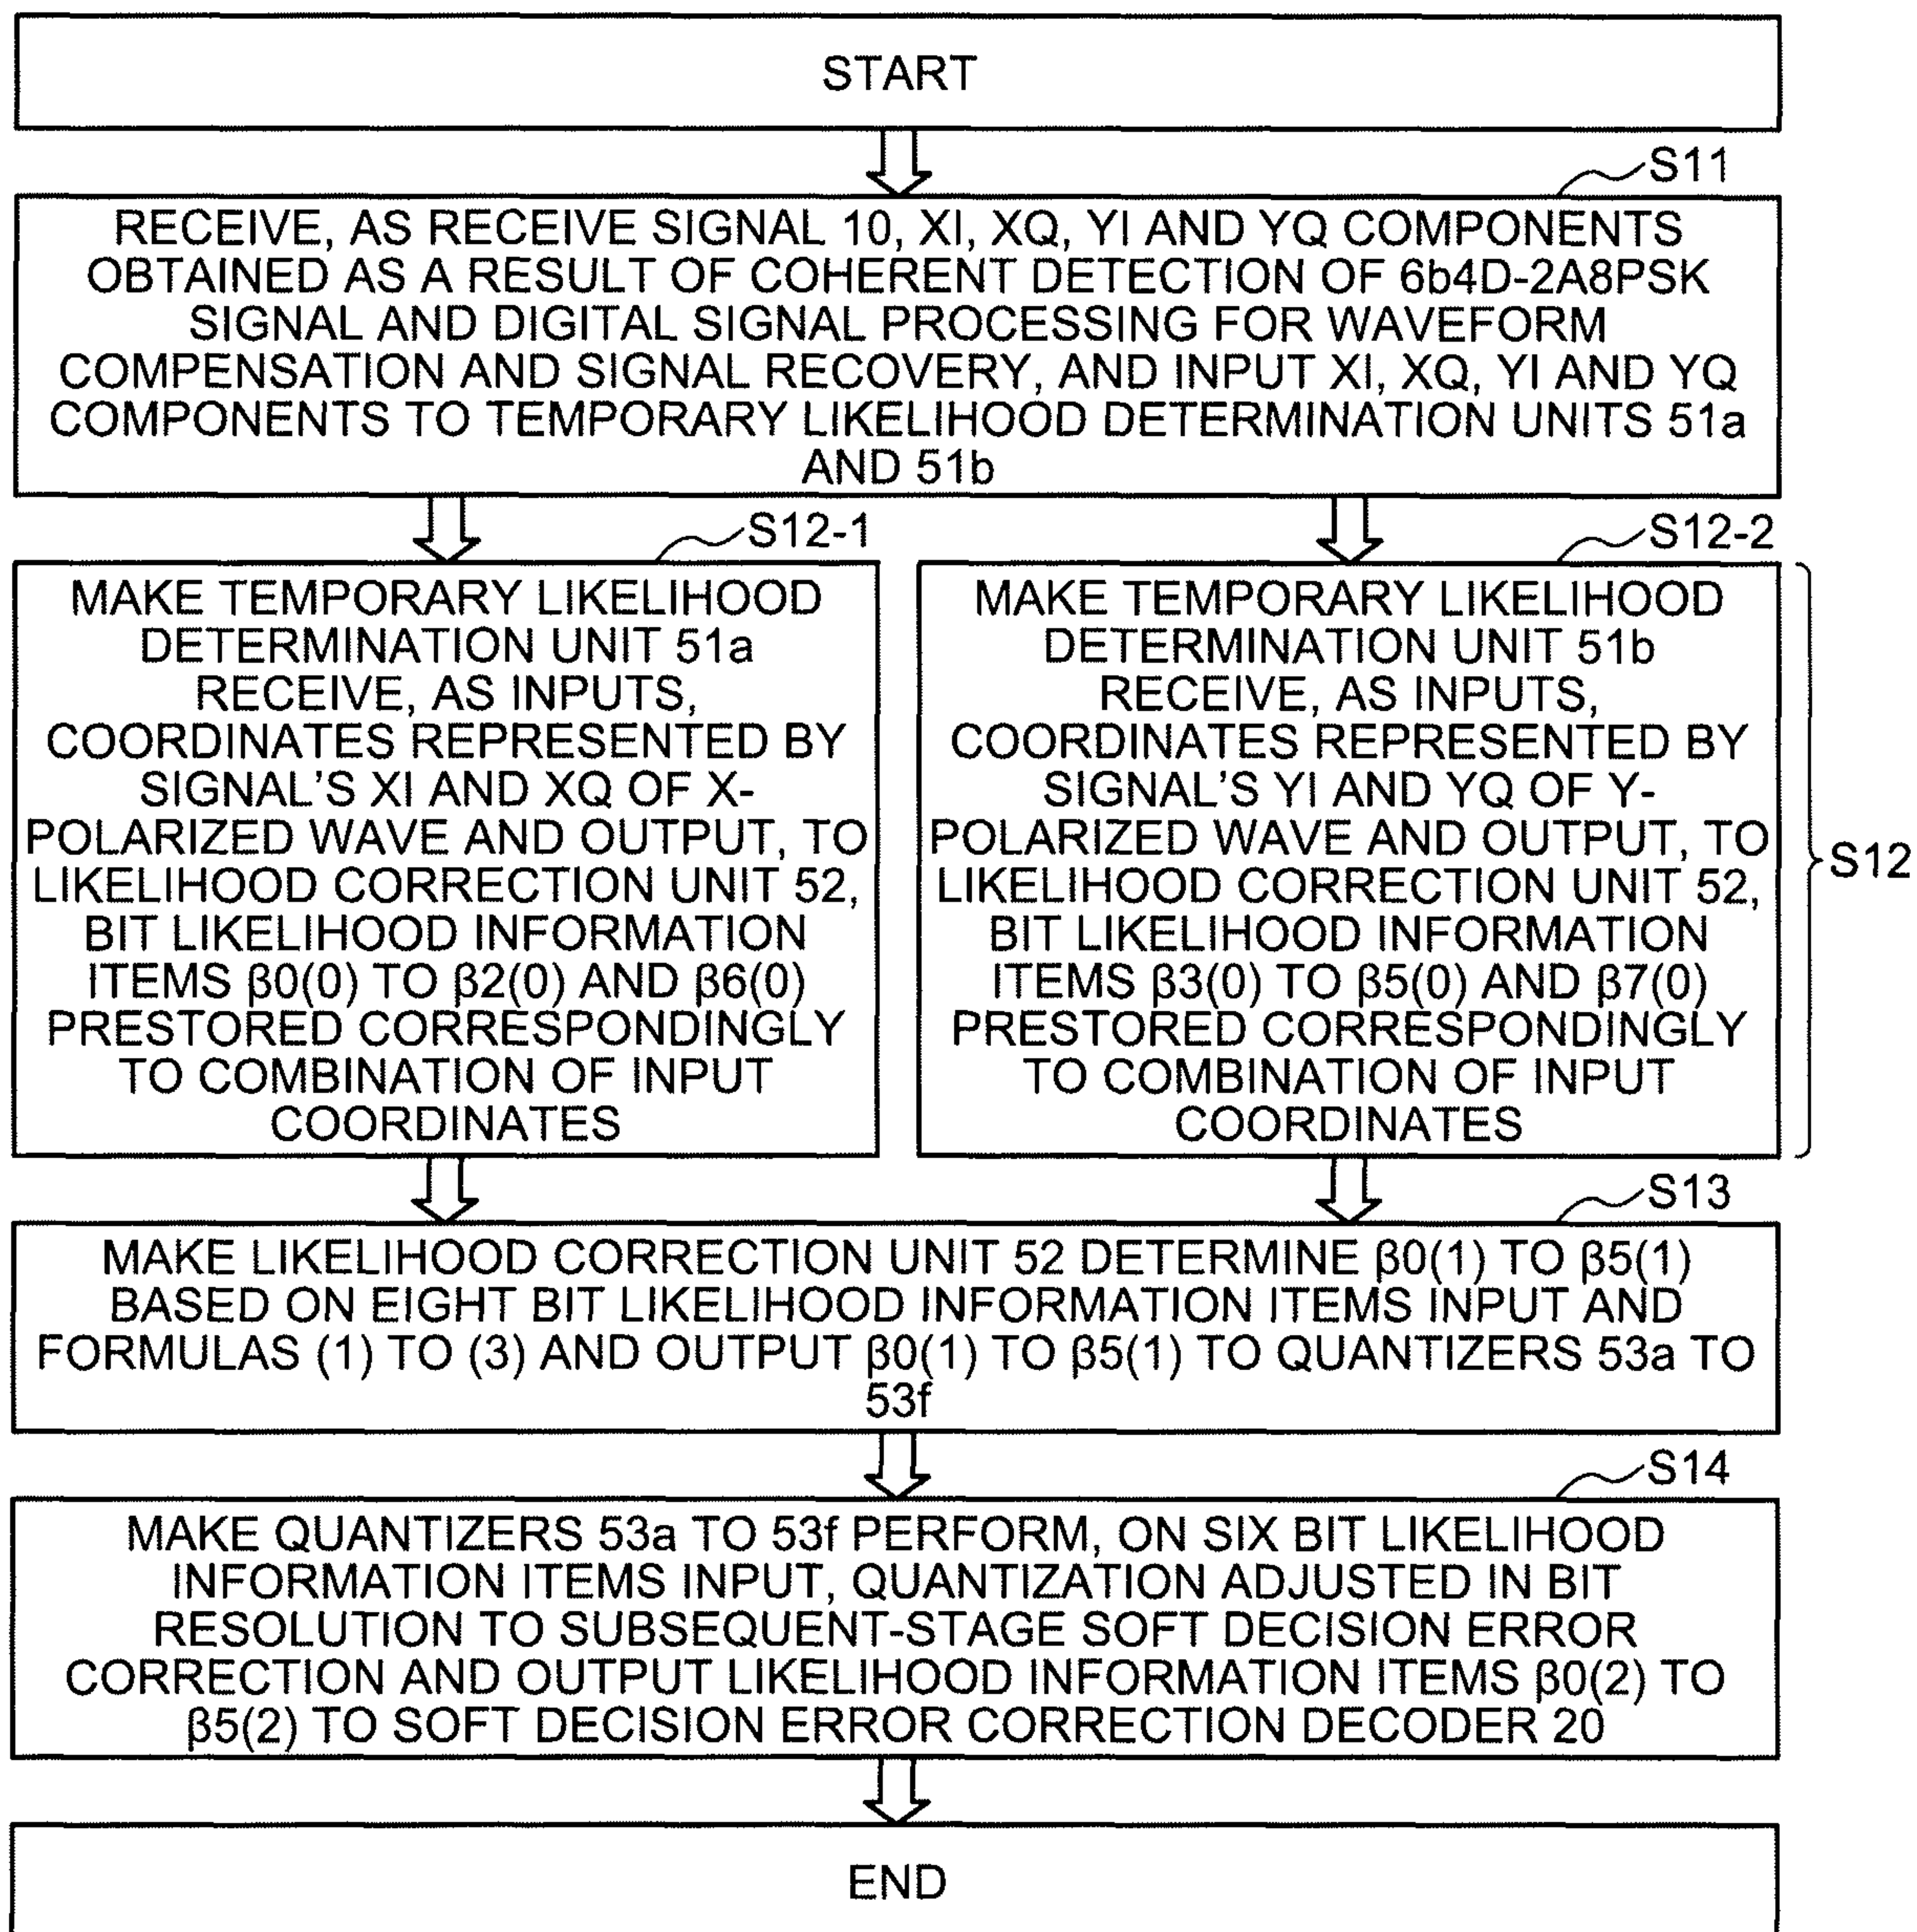 START
S11
RECEIVE, AS RECEIVE SIGNAL 10, XI, XQ, YI AND YQ COMPONENTS
OBTAINED AS A RESULT OF COHERENT DETECTION OF 6b4D-2A8PSK
SIGNAL AND DIGITAL SIGNAL PROCESSING FOR WAVEFORM
COMPENSATION AND SIGNAL RECOVERY, AND INPUT XI, XQ, YI AND YQ
COMPONENTS TO TEMPORARY LIKELIHOOD DETERMINATION UNITS 51a
AND 51b
S12-1
MAKE TEMPORARY LIKELIHOOD
DETERMINATION UNIT 51a
RECEIVE, AS INPUTS,
COORDINATES REPRESENTED BY
SIGNAL'S XI AND XQ OF X-
POLARIZED WAVE AND OUTPUT, TO
LIKELIHOOD CORRECTION UNIT 52,
BIT LIKELIHOOD INFORMATION
ITEMS β0(0) TO β2(0) AND β6(0)
PRESTORED CORRESPONDINGLY
TO COMBINATION OF INPUT
COORDINATES
S12-2
MAKE TEMPORARY LIKELIHOOD
DETERMINATION UNIT 51b
RECEIVE, AS INPUTS,
COORDINATES REPRESENTED BY
SIGNAL'S YI AND YQ OF Y-
POLARIZED WAVE AND OUTPUT, TO
LIKELIHOOD CORRECTION UNIT 52,
BIT LIKELIHOOD INFORMATION
ITEMS β3(0) TO β5(0) AND β7(0)
PRESTORED CORRESPONDINGLY
TO COMBINATION OF INPUT
COORDINATES
S12
S13
MAKE LIKELIHOOD CORRECTION UNIT 52 DETERMINE β0(1) TO β5(1)
BASED ON EIGHT BIT LIKELIHOOD INFORMATION ITEMS INPUT AND
FORMULAS (1) TO (3) AND OUTPUT β0(1) TO β5(1) TO QUANTIZERS 53a TO
53f
S14
MAKE QUANTIZERS 53a TO 53f PERFORM, ON SIX BIT LIKELIHOOD
INFORMATION ITEMS INPUT, QUANTIZATION ADJUSTED IN BIT
RESOLUTION TO SUBSEQUENT-STAGE SOFT DECISION ERROR
CORRECTION AND OUTPUT LIKELIHOOD INFORMATION ITEMS β0(2) TO
β5(2) TO SOFT DECISION ERROR CORRECTION DECODER 20
END